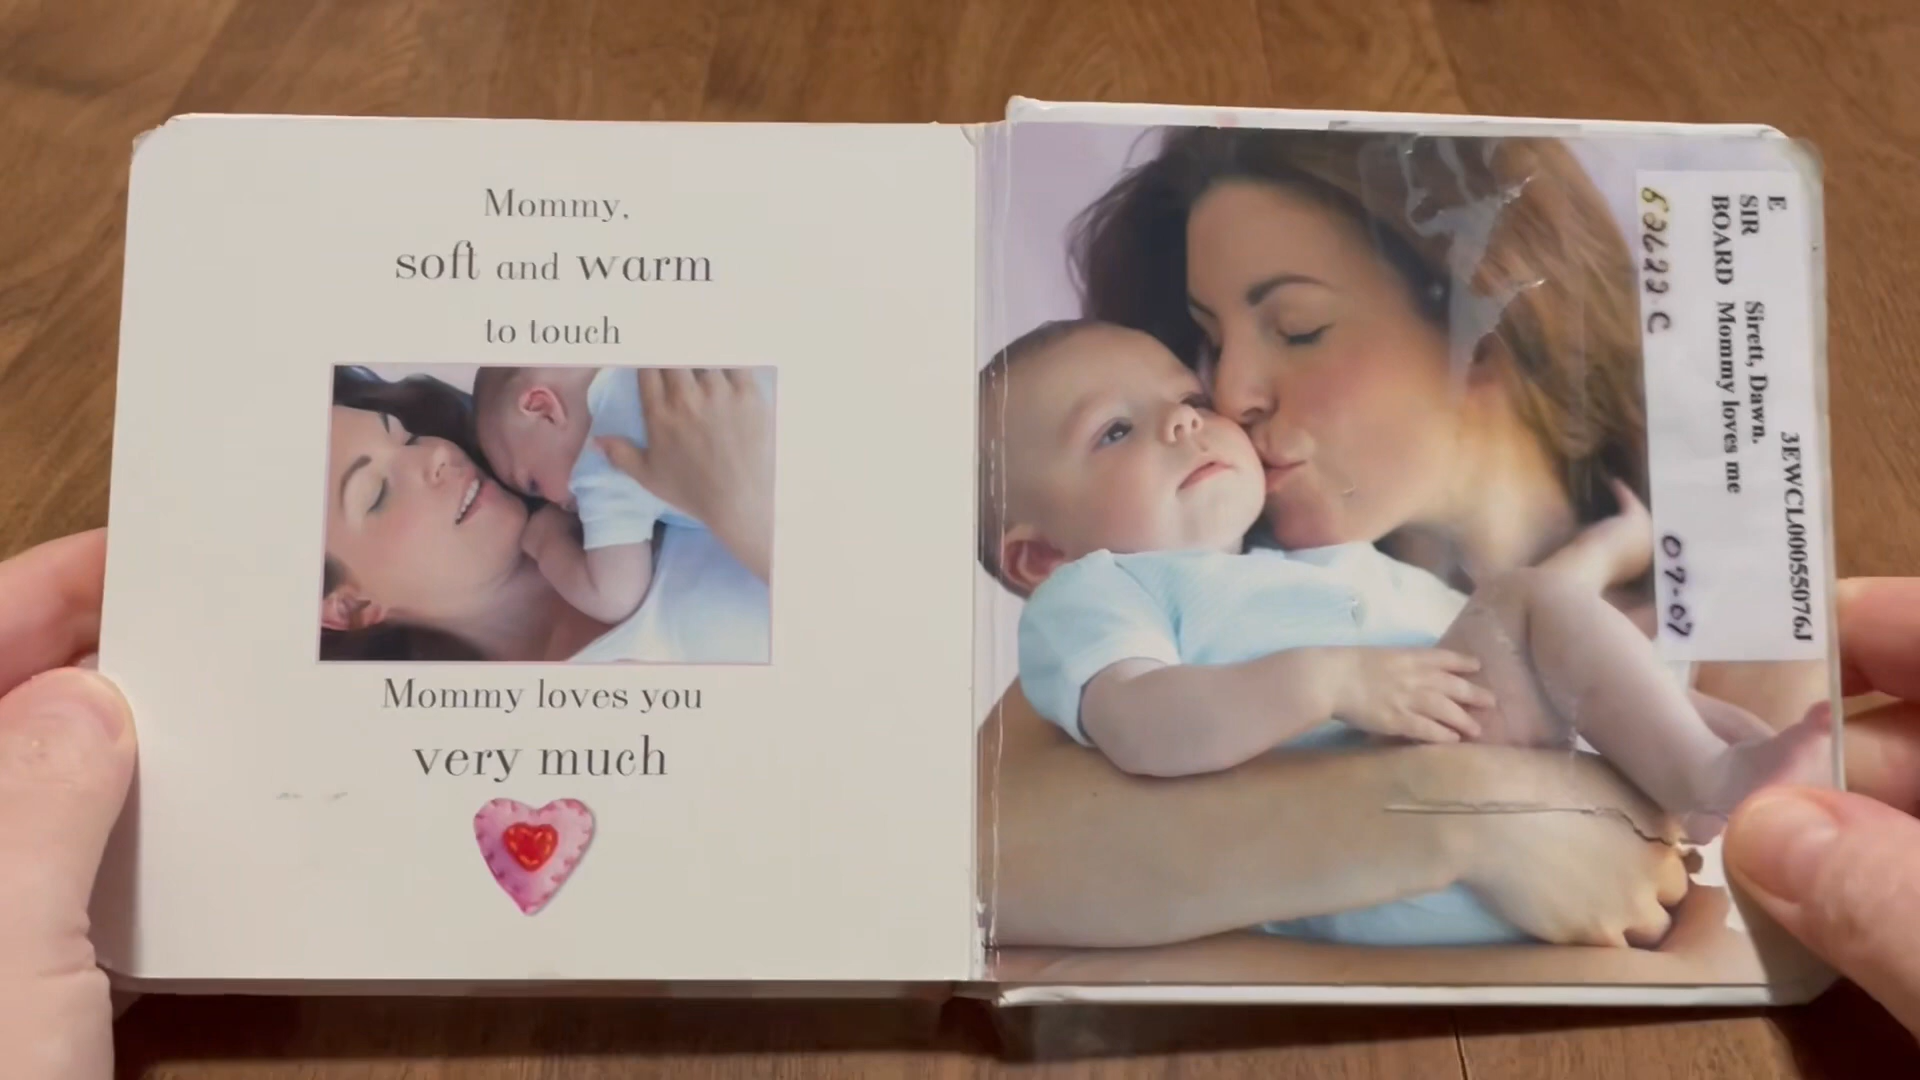 Mommy,
soft and warm
to touch
Mommy loves you
very much
3EWCL00055076J
E
SIR Sirett, Dawn.
BOARD Mommy loves me
62622 C 07-07